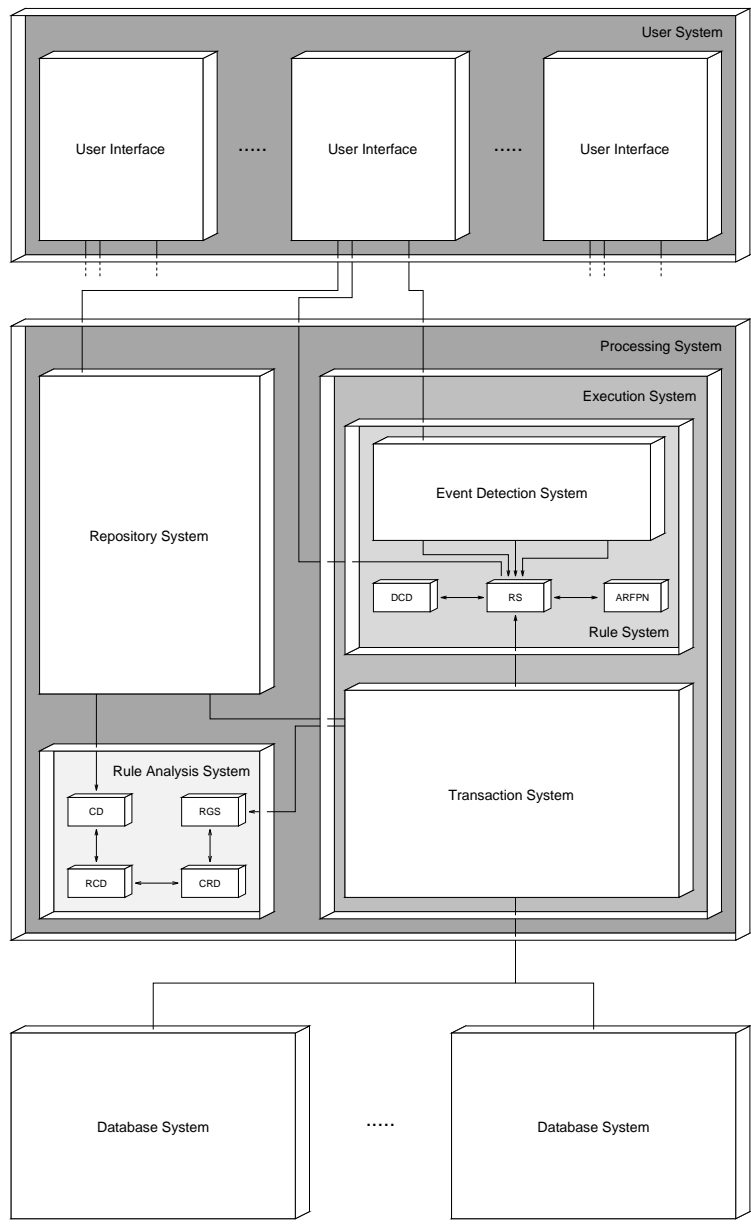 User System
User Interface
.....
User Interface
.....
User Interface
Processing System
Execution System
Event Detection System
Repository System
DCD
RS
ARFPN
Rule System
Rule Analysis System
CD
RGS
Transaction System
RCD
CRD
Database System
.....
Database System